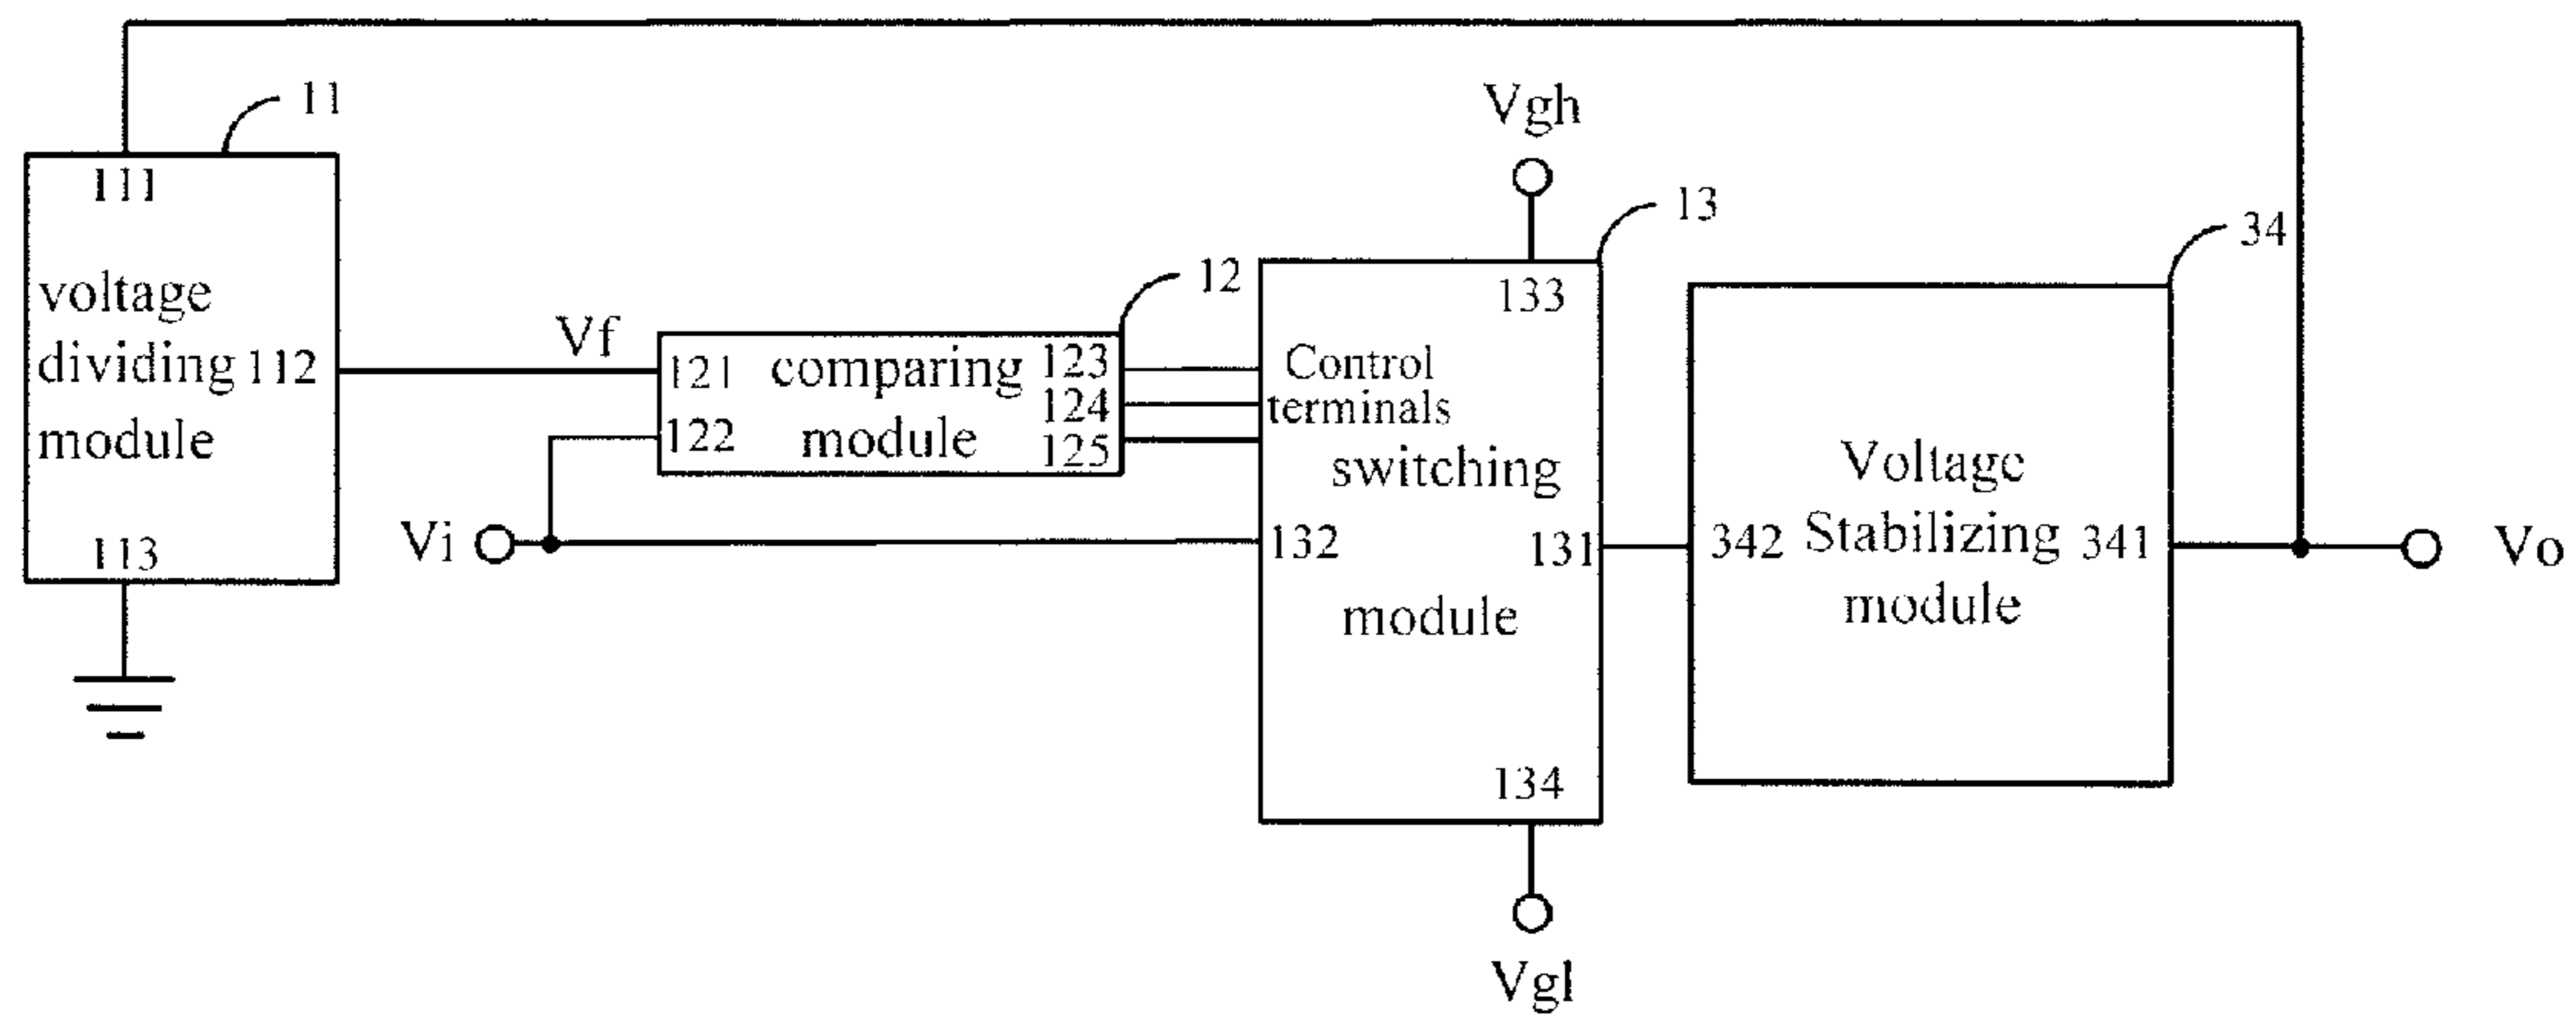 11
111
voltage
dividing 112
module
113
Vf
Vi
12
121 comparing 123
124
122 module 125
Vgh
13
133
Control
terminals
switching
132
131
module
134
Vgl
34
Voltage
342 Stabilizing 341
module
Vo